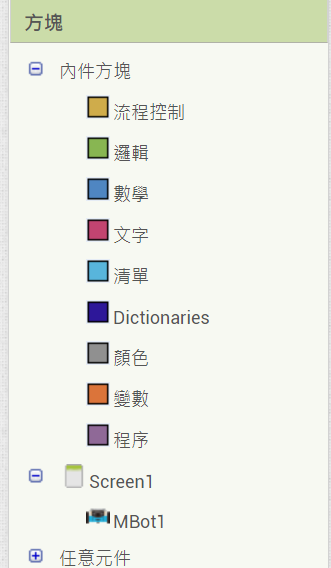 方塊
內件方塊
流程控制
邏輯
數學
文字
清單
Dictionaries
顏色
變數
程序
Screen1
MBot1
任意元件